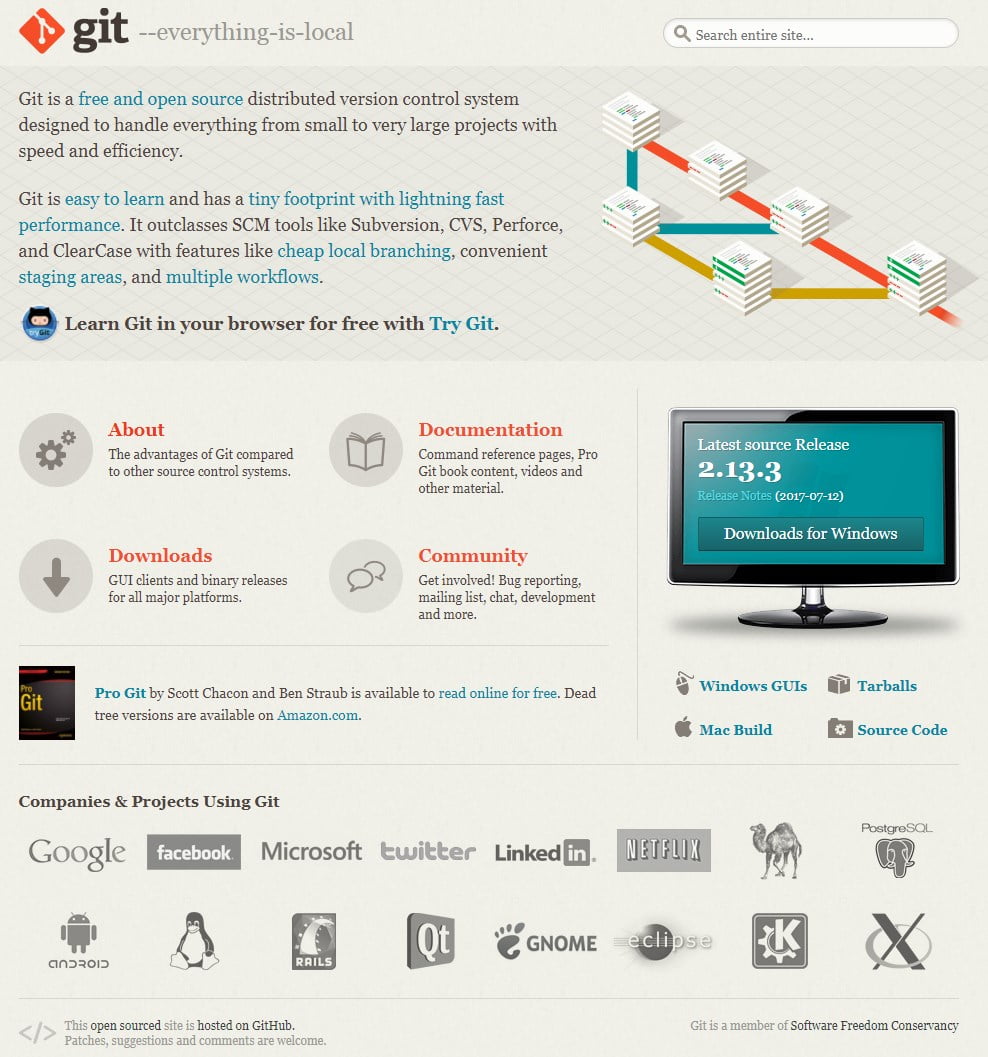 git --everything-is-local
Search entire site...
Git is a free and open source distributed version control system
designed to handle everything from small to very large projects with
speed and efficiency.
Git is easy to learn and has a tiny footprint with lightning fast
performance. It outclasses SCM tools like Subversion, CVS, Perforce,
and ClearCase with features like cheap local branching, convenient
staging areas, and multiple workflows.
Learn Git in your browser for free with Try Git.
About
The advantages of Git compared
to other source control systems.
Documentation
Command reference pages, Pro
Git book content, videos and
other material.
Downloads
GUI clients and binary releases
for all major platforms.
Community
Get involved! Bug reporting,
mailing list, chat, development
and more.
Latest source Release
2.13.3
Release Notes (2017-07-12)
Downloads for Windows
Pro
Git
Pro Git by Scott Chacon and Ben Straub is available to read online for free. Dead
tree versions are available on Amazon.com.
Windows GUIs
Tarballs
Mac Build
Source Code
Companies & Projects Using Git
Google
facebook
Microsoft
twitter
Linked in
NETFLIX
PostgreSQL
ANDROID
RAILS
Qt
GNOME
eclipse
K
X
</> This open sourced site is hosted on GitHub.
Patches, suggestions and comments are welcome.
Git is a member of Software Freedom Conservancy